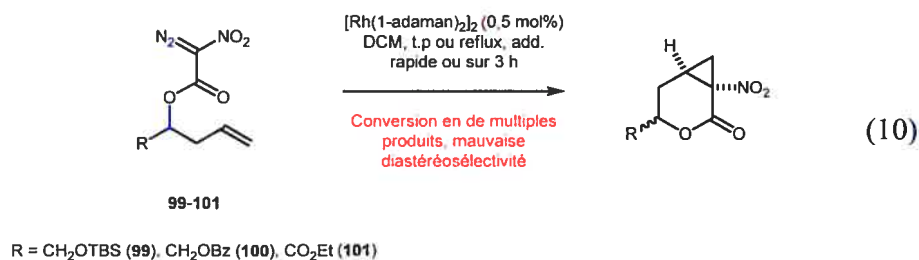 [Rh(1-adaman)₂]₂ (0,5 mol%)
DCM, t.p ou reflux, add.
rapide ou sur 3 h
Conversion en de multiples
produits, mauvaise
diastéréosélectivité
N₂ NO₂
O O
R
99-101
H
NO₂
R O O
(10)
R = CH₂OTBS (99), CH₂OBz (100), CO₂Et (101)